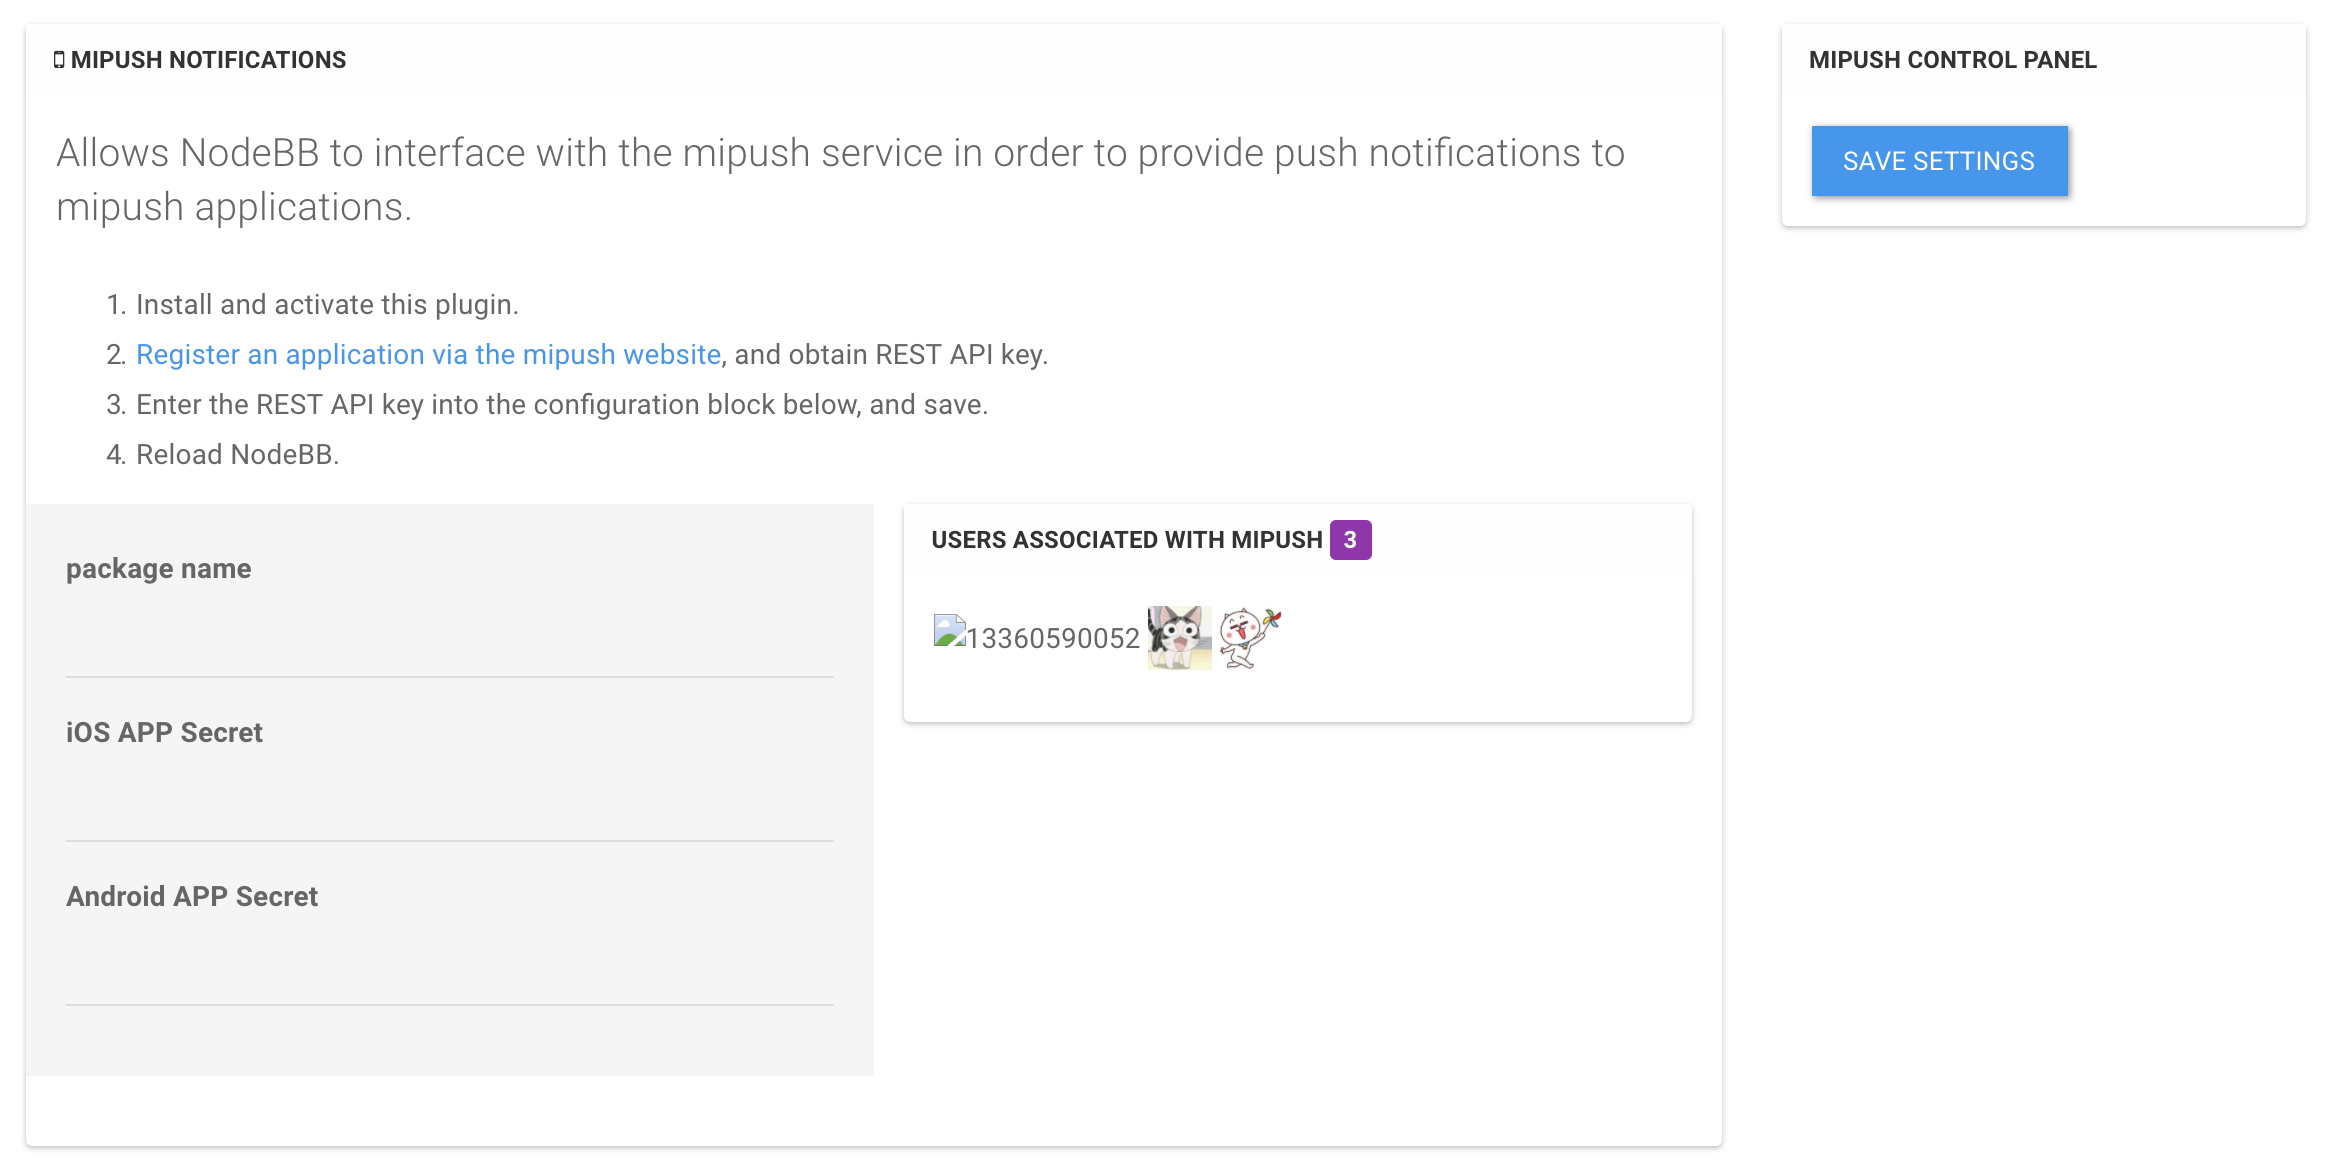 MIPUSH NOTIFICATIONS
Allows NodeBB to interface with the mipush service in order to provide push notifications to
mipush applications.
1. Install and activate this plugin.
2. Register an application via the mipush website, and obtain REST API key.
3. Enter the REST API key into the configuration block below, and save.
4. Reload NodeBB.
package name
iOS APP Secret
Android APP Secret
USERS ASSOCIATED WITH MIPUSH 3
13360590052
MIPUSH CONTROL PANEL
SAVE SETTINGS